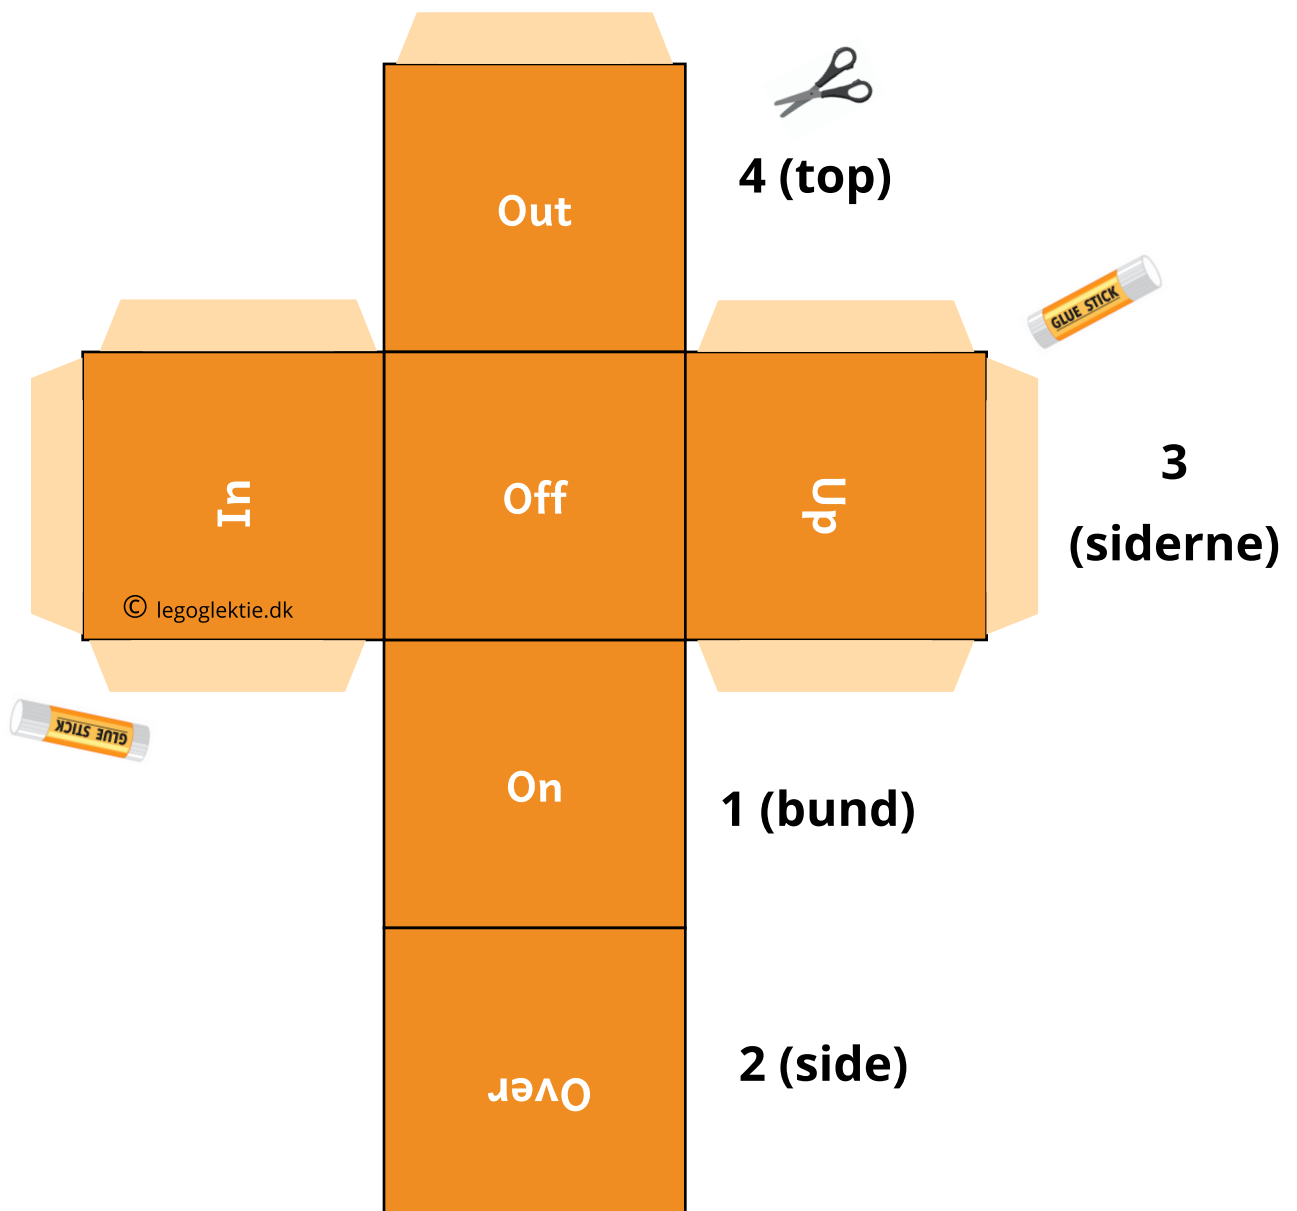 Out
4 (top)
GLUE STICK
In
Off
Up
3
(siderne)
© legoglektie.dk
GLUE STICK
On
1 (bund)
Over
2 (side)